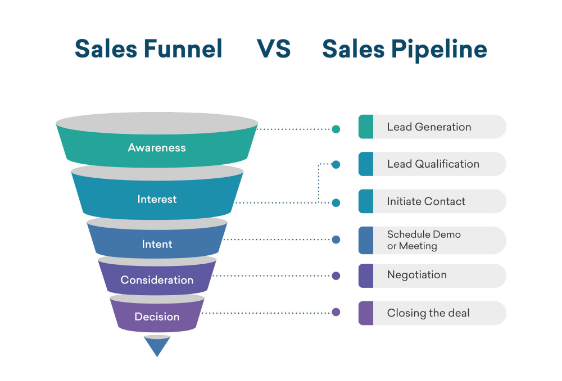 Sales Funnel VS Sales Pipeline
Awareness
Interest
Intent
Consideration
Decision
Lead Generation
Lead Qualification
Initiate Contact
Schedule Demo
or Meeting
Negotiation
Closing the deal